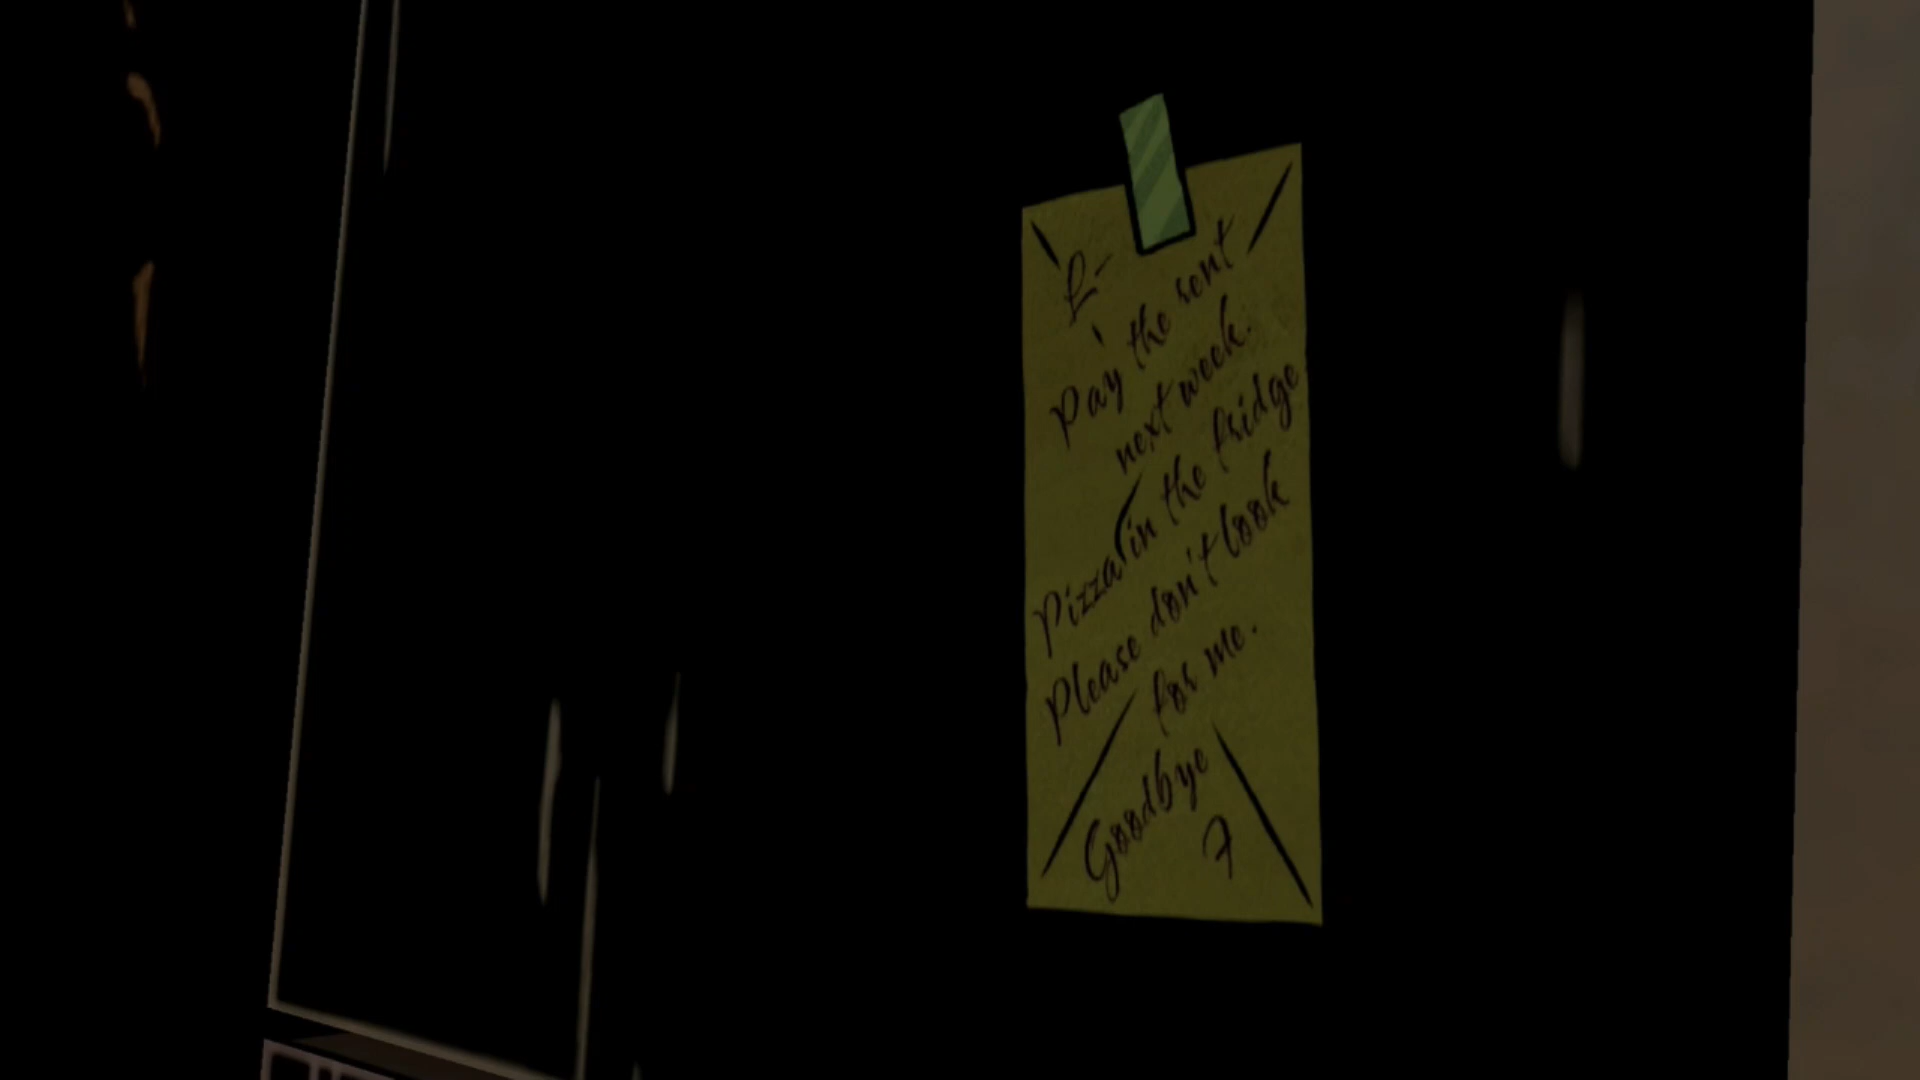 E-
Pay the rent
next week.
Pizza in the fridge
Please don't look
for me.
Goodbye
F